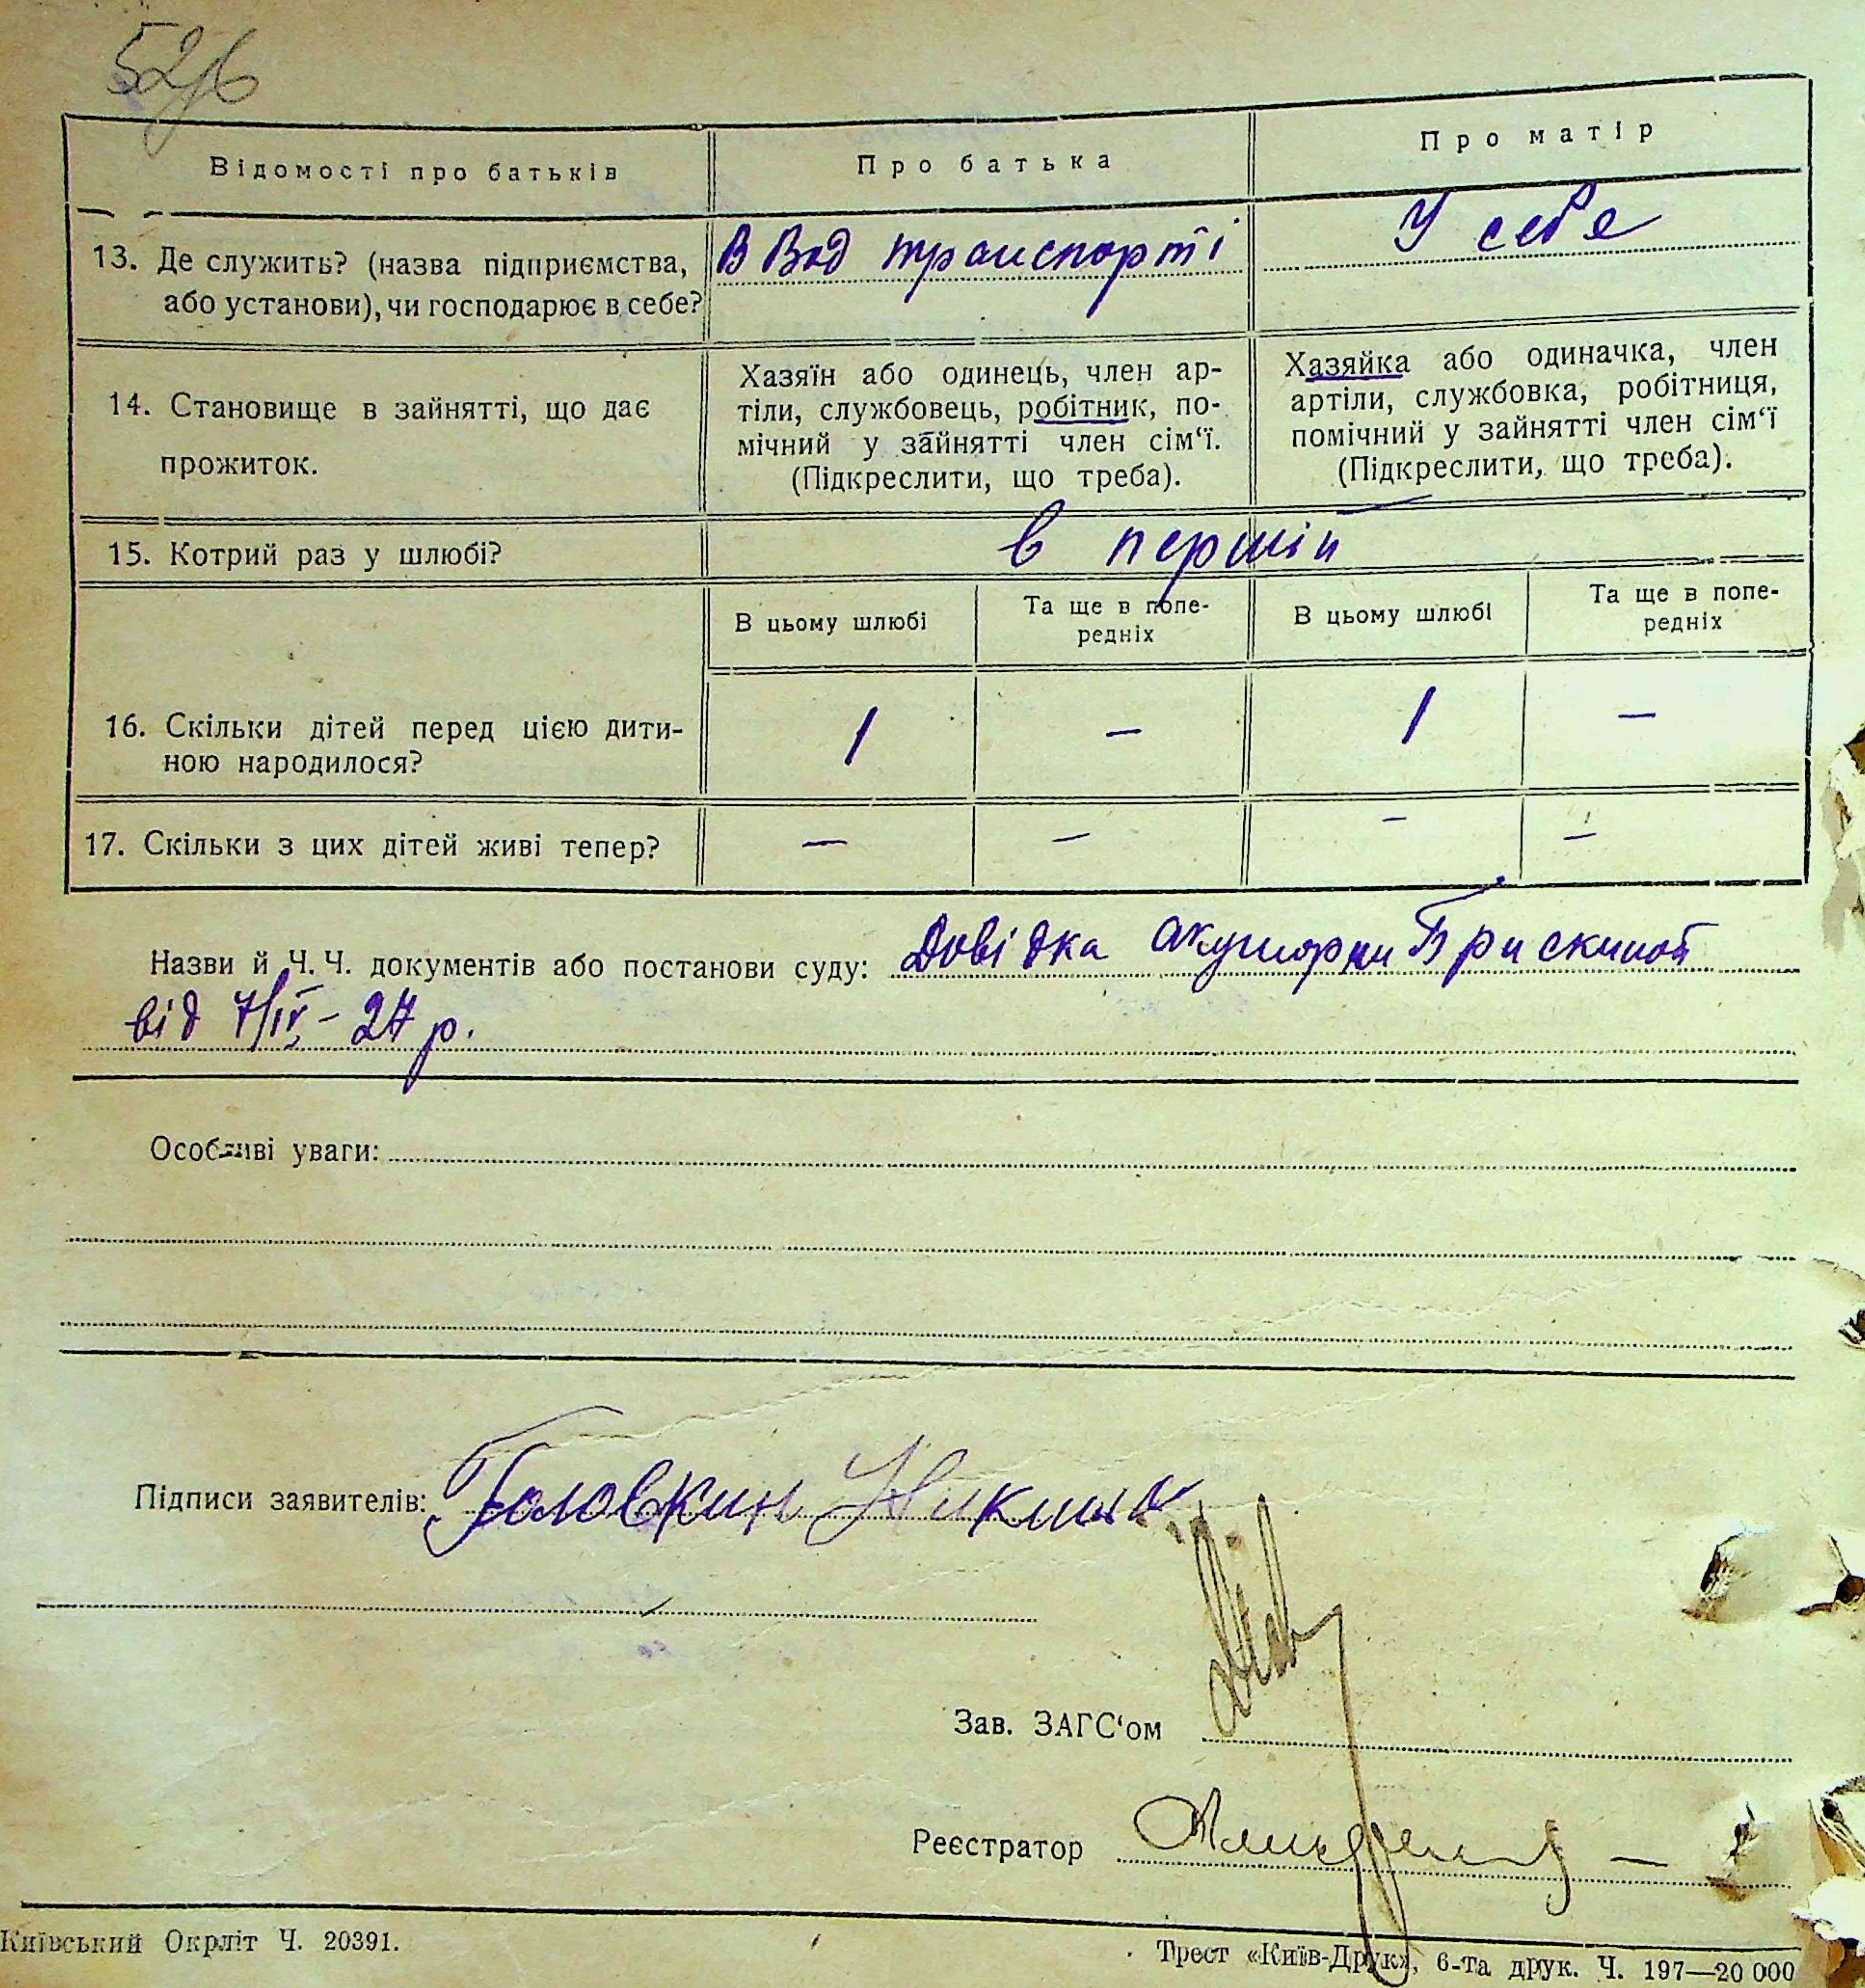 Відомості про батьків
Про батька
Про матір
13. Де служить? (назва підприємства,
або установи), чи господарює в себе?
В Вод транспорті
У себе
14. Становище в зайнятті, що дає
прожиток.
Хазяїн або одинець, член ар-
тіли, службовець, робітник, по-
мічний у зайнятті член сім‘ї.
(Підкреслити, що треба).
Хазяйка або одиначка, член
артіли, службовка, робітниця,
помічний у зайнятті член сім‘ї
(Підкреслити, що треба).
15. Котрий раз у шлюбі?
в перший
В цьому шлюбі
Та ще в попе-
редніх
В цьому шлюбі
Та ще в попе-
редніх
16. Скільки дітей перед цією дити-
ною народилося?
1
—
1
—
17. Скільки з цих дітей живі тепер?
—
—
—
—
Назви й Ч. Ч. документів або постанови суду: Довідка акушорки Брискиной
від 7/IV – 27 р.
Особливі уваги:
Підписи заявителів: Головкин
Зав. ЗАГС‘ом
Реєстратор
Київський Окрліт Ч. 20391.
Трест «Київ-Друк», 6-та друк. Ч. 197—20 000